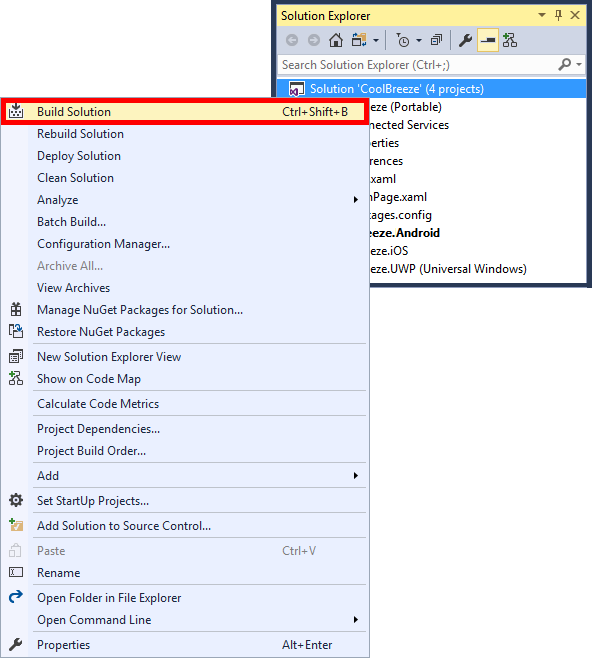 Solution Explorer
Search Solution Explorer (Ctrl+;)
Solution 'CoolBreeze' (4 projects)
eze (Portable)
nected Services
perties
erences
.xaml
nPage.xaml
kages.config
eeze.Android
eeze.iOS
eeze.UWP (Universal Windows)
Build Solution Ctrl+Shift+B
Rebuild Solution
Deploy Solution
Clean Solution
Analyze
Batch Build...
Configuration Manager...
Archive All...
View Archives
Manage NuGet Packages for Solution...
Restore NuGet Packages
New Solution Explorer View
Show on Code Map
Calculate Code Metrics
Project Dependencies...
Project Build Order...
Add
Set StartUp Projects...
Add Solution to Source Control...
Paste Ctrl+V
Rename
Open Folder in File Explorer
Open Command Line
Properties Alt+Enter